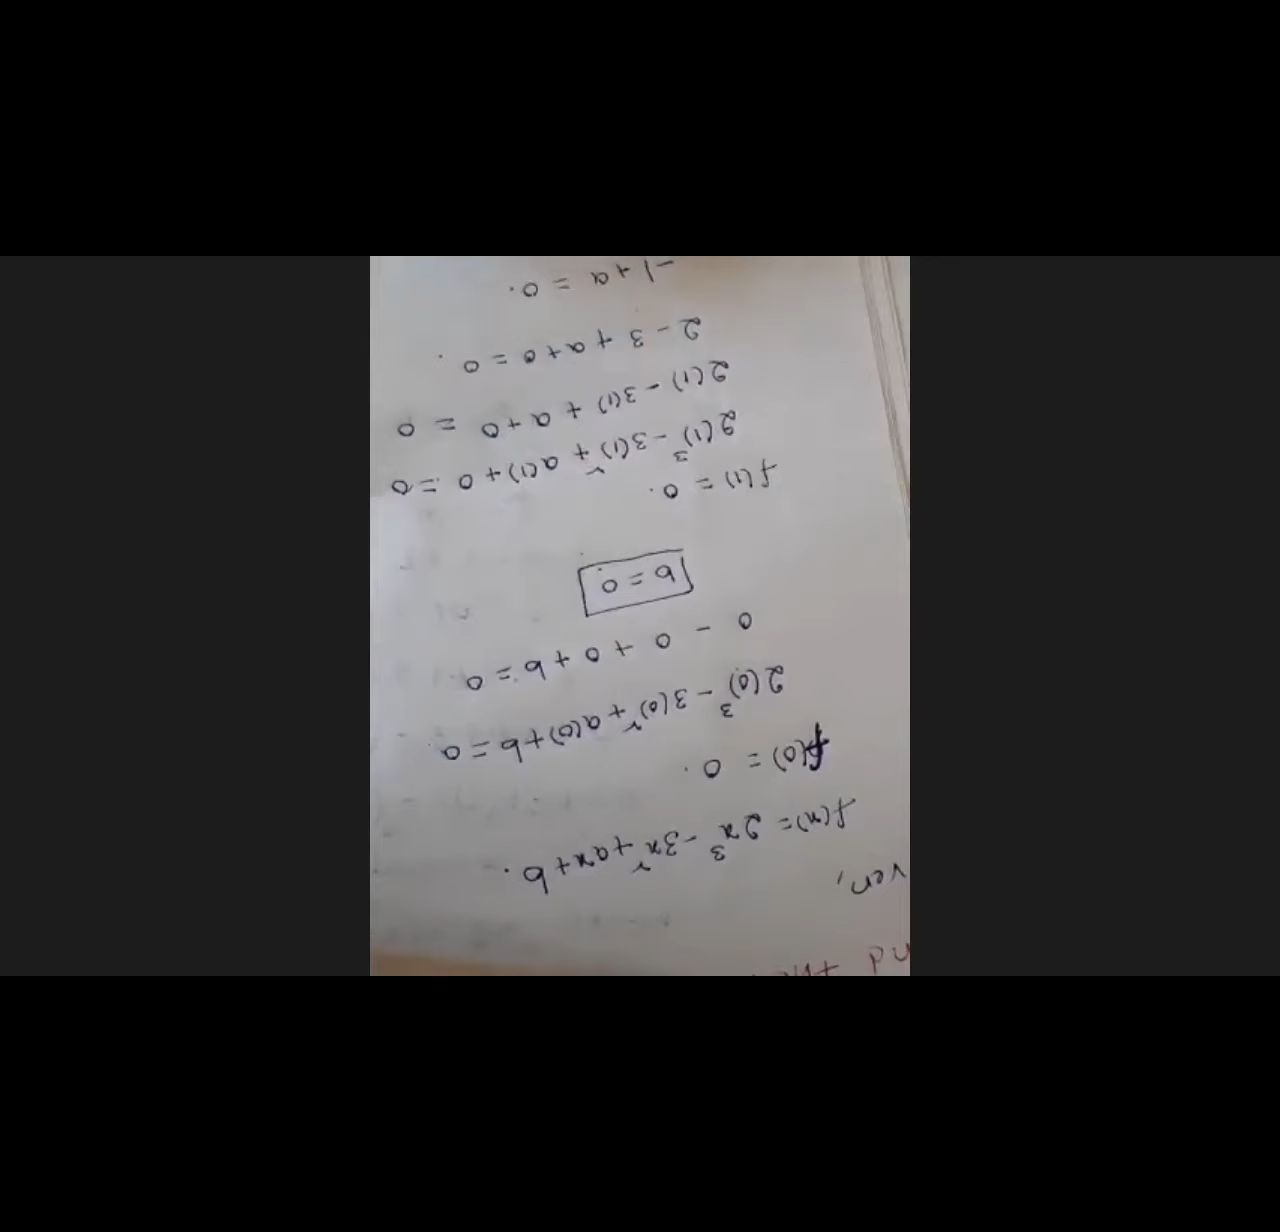 ven,
f(x) = 2x³ - 3x² + ax + b.
f(0) = 0.
2(0)³ - 3(0)² + a(0) + b = 0
0 - 0 + 0 + b = 0
b = 0
f(1) = 0.
2(1)³ - 3(1)² + a(1) + 0 = 0
2(1) - 3(1) + a + 0 = 0
2 - 3 + a + 0 = 0.
-1 + a = 0.